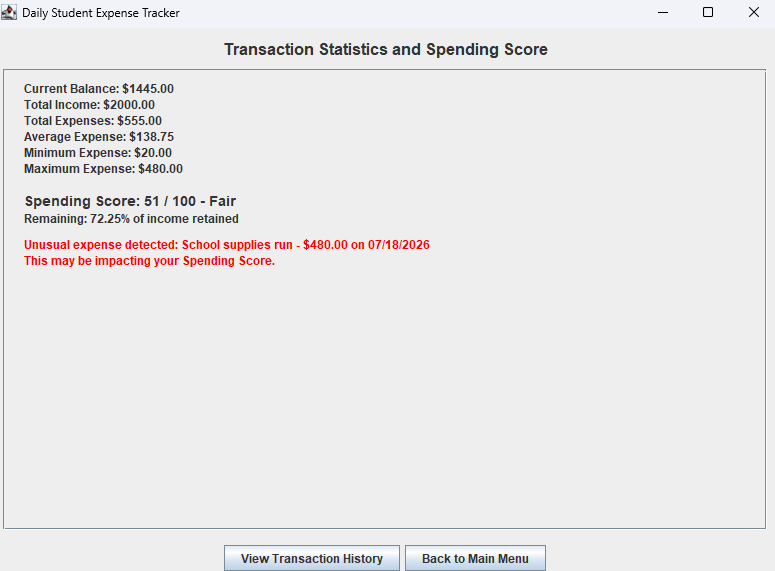 Daily Student Expense Tracker
Transaction Statistics and Spending Score
Current Balance: $1445.00
Total Income: $2000.00
Total Expenses: $555.00
Average Expense: $138.75
Minimum Expense: $20.00
Maximum Expense: $480.00
Spending Score: 51 / 100 - Fair
Remaining: 72.25% of income retained
Unusual expense detected: School supplies run - $480.00 on 07/18/2026
This may be impacting your Spending Score.
View Transaction History
Back to Main Menu